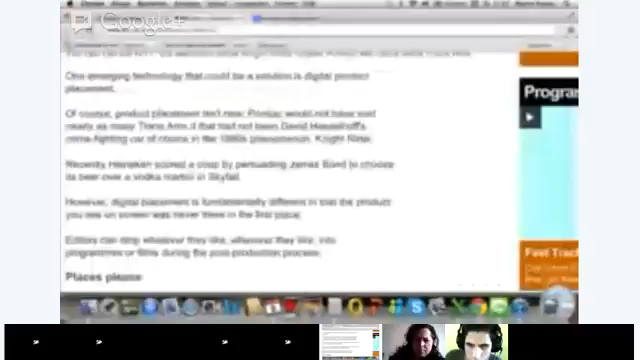 Google+
One emerging technology that could be a solution is digital product
placement.
Of course, product placement isn't new. Pontiac would not have sold
nearly as many Trans Ams if that had not been David Hasselhoff's
crime-fighting car of choice in the 1980s phenomenon, Knight Rider.
Recently Heineken scored a coup by persuading James Bond to choose
its beer over a vodka martini in Skyfall.
However, digital placement is fundamentally different in that the product
you see on screen was never there in the first place.
Editors can drop whatever they like, wherever they like, into
programmes or films during the post-production process.
Places please
Program
Feel Track